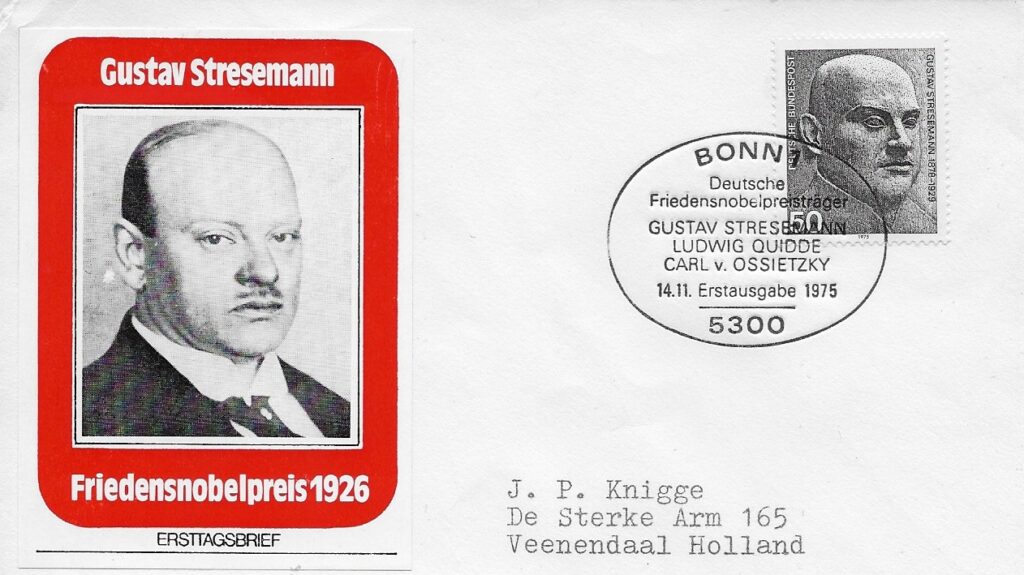 Gustav Stresemann
Friedensnobelpreis 1926
ERSTTAGSBRIEF
DEUTSCHE BUNDESPOST
GUSTAV STRESEMANN 1878-1929
50
1975
BONN 1
Deutsche
Friedensnobelpreisträger
GUSTAV STRESEMANN
LUDWIG QUIDDE
CARL v. OSSIETZKY
14.11. Erstausgabe 1975
5300
J. P. Knigge
De Sterke Arm 165
Veenendaal Holland